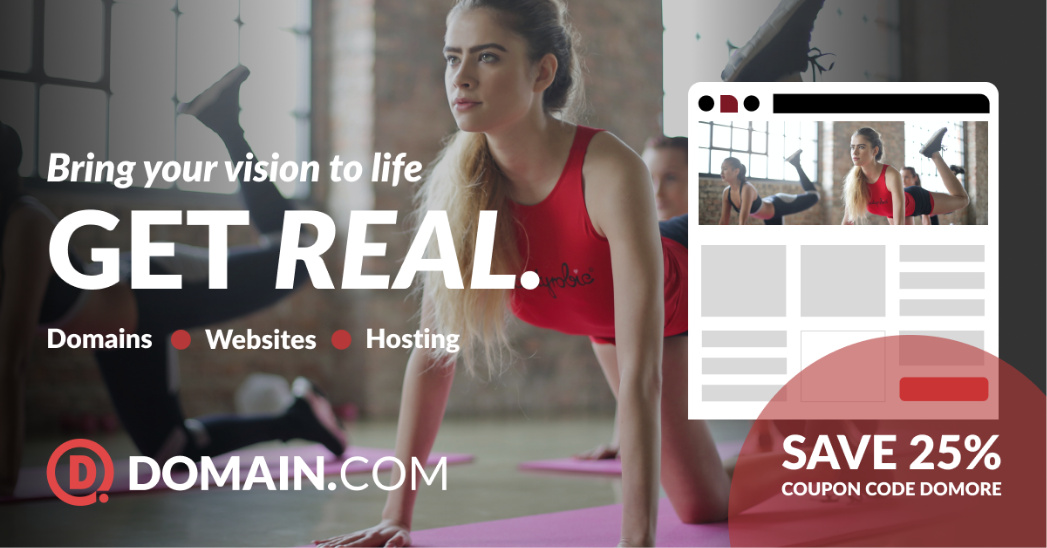 Bring your vision to life
GET REAL.
Domains • Websites • Hosting
D DOMAIN.COM
SAVE 25%
COUPON CODE DOMORE